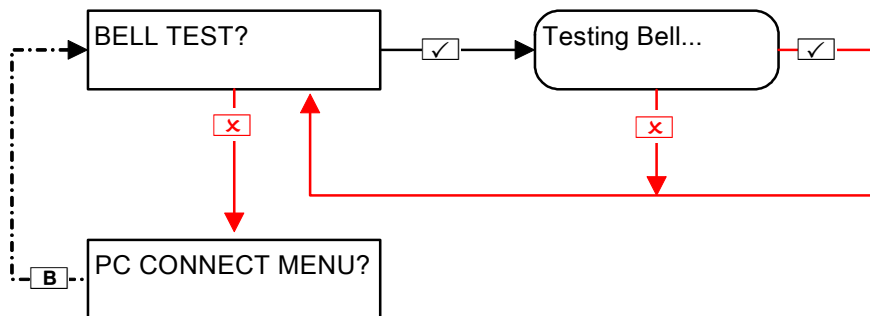 BELL TEST?
✓
Testing Bell...
✓
x
x
PC CONNECT MENU?
B